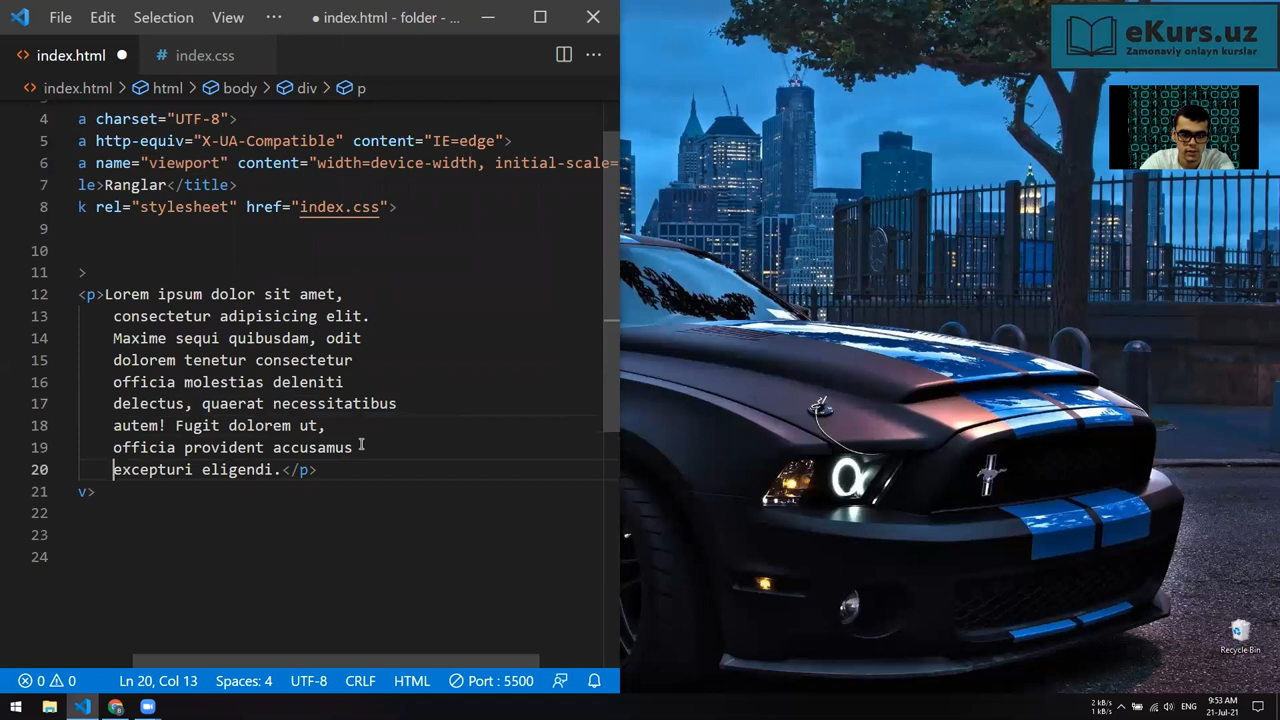 File Edit Selection View ··· ● index.html - folder - ...
index.html index.css
index.html > html > body > div > p
4 a charset="UTF-8">
5 a http-equiv="X-UA-Compatible" content="IE=edge">
6 a name="viewport" content="width=device-width, initial-scale=
7 le>Ranglar</title>
8 k rel="stylesheet" href="index.css">
9
10
11 >
12 <p>Lorem ipsum dolor sit amet,
13 consectetur adipisicing elit.
14 Maxime sequi quibusdam, odit
15 dolorem tenetur consectetur
16 officia molestias deleniti
17 delectus, quaerat necessitatibus
18 autem! Fugit dolorem ut,
19 officia provident accusamus
20 excepturi eligendi.</p>
21 v>
22
23
24
0 0 Ln 20, Col 13 Spaces: 4 UTF-8 CRLF HTML Port : 5500
eKurs.uz
Zamonaviy onlayn kurslar
Recycle Bin
2 kB/s
1 kB/s
ENG
9:53 AM
21-Jul-21